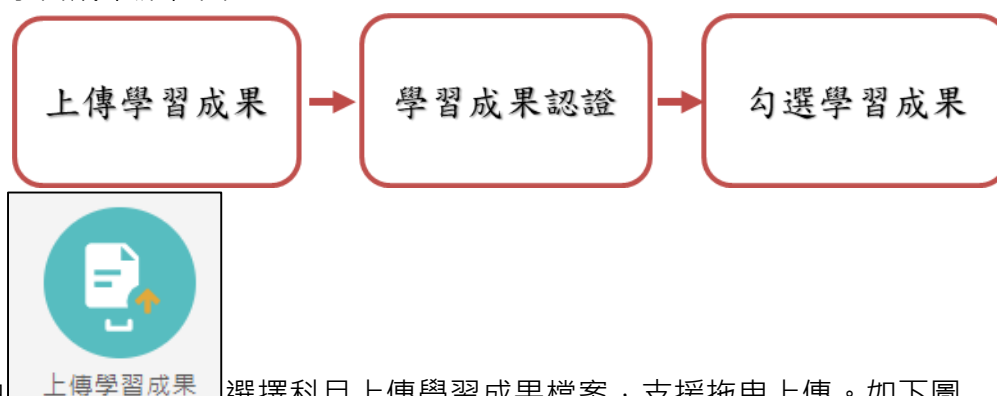 上傳學習成果
學習成果認證
勾選學習成果
上傳學習成果
選擇科目上傳學習成果檔案，支援拖曳上傳。如下圖